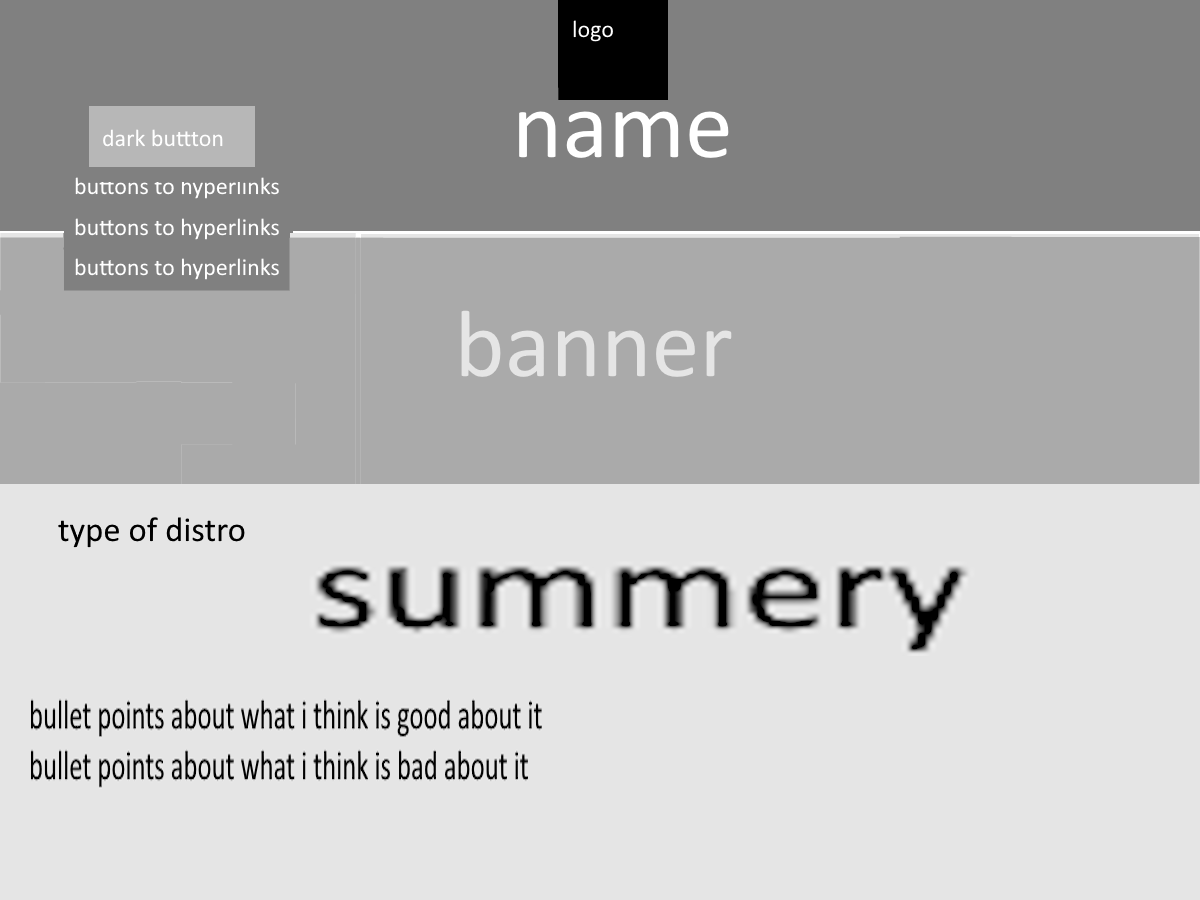 logo
name
dark buttton
buttons to hyperlinks
buttons to hyperlinks
buttons to hyperlinks
banner
type of distro
summery
bullet points about what i think is good about it
bullet points about what i think is bad about it